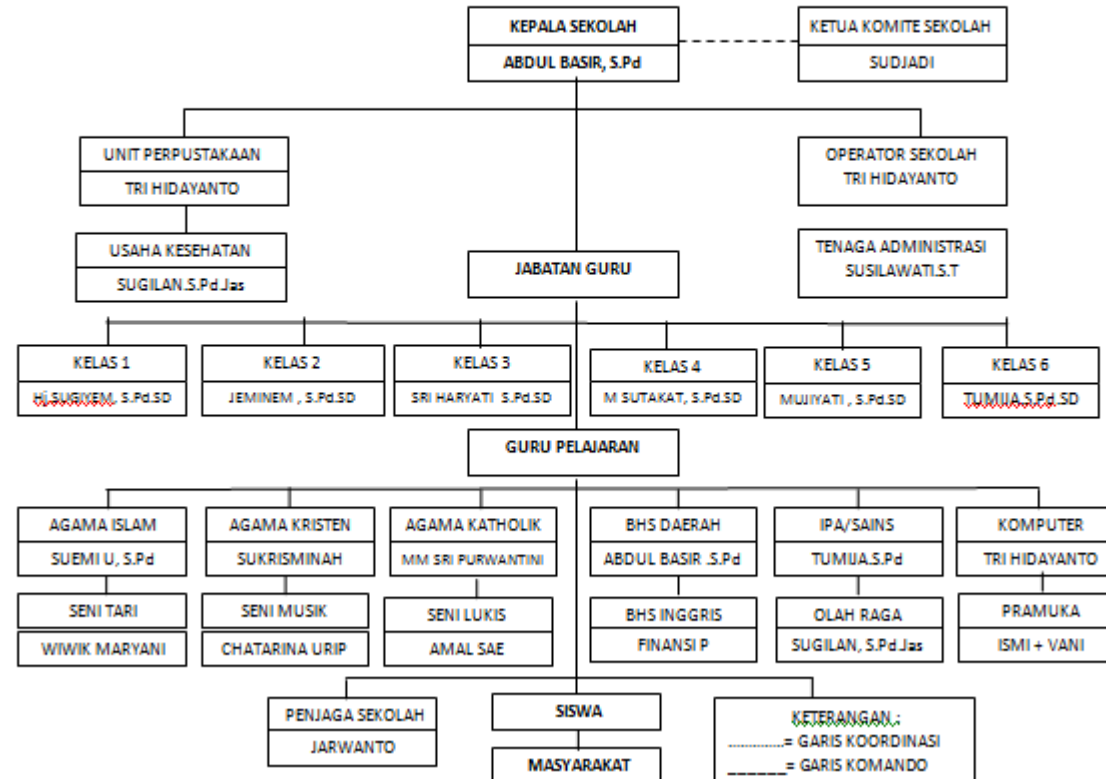 KEPALA SEKOLAH
ABDUL BASIR, S.Pd
KETUA KOMITE SEKOLAH
SUDJADI
UNIT PERPUSTAKAAN
TRI HIDAYANTO
OPERATOR SEKOLAH
TRI HIDAYANTO
USAHA KESEHATAN
SUGILAN.S.Pd.Jas
JABATAN GURU
TENAGA ADMINISTRASI
SUSILAWATI.S.T
KELAS 1
Hj.SUGIYEM, S.Pd.SD
KELAS 2
JEMINEM , S.Pd.SD
KELAS 3
SRI HARYATI S.Pd.SD
KELAS 4
M SUTAKAT, S.Pd.SD
KELAS 5
MUJIYATI , S.Pd.SD
KELAS 6
TUMIJA.S.Pd.SD
GURU PELAJARAN
AGAMA ISLAM
SUEMI U, S.Pd
AGAMA KRISTEN
SUKRISMINAH
AGAMA KATHOLIK
MM SRI PURWANTINI
BHS DAERAH
ABDUL BASIR .S.Pd
IPA/SAINS
TUMIJA.S.Pd
KOMPUTER
TRI HIDAYANTO
SENI TARI
WIWIK MARYANI
SENI MUSIK
CHATARINA URIP
SENI LUKIS
AMAL SAE
BHS INGGRIS
FINANSI P
OLAH RAGA
SUGILAN, S.Pd.Jas
PRAMUKA
ISMI + VANI
PENJAGA SEKOLAH
JARWANTO
SISWA
MASYARAKAT
KETERANGAN :
............= GARIS KOORDINASI
______= GARIS KOMANDO